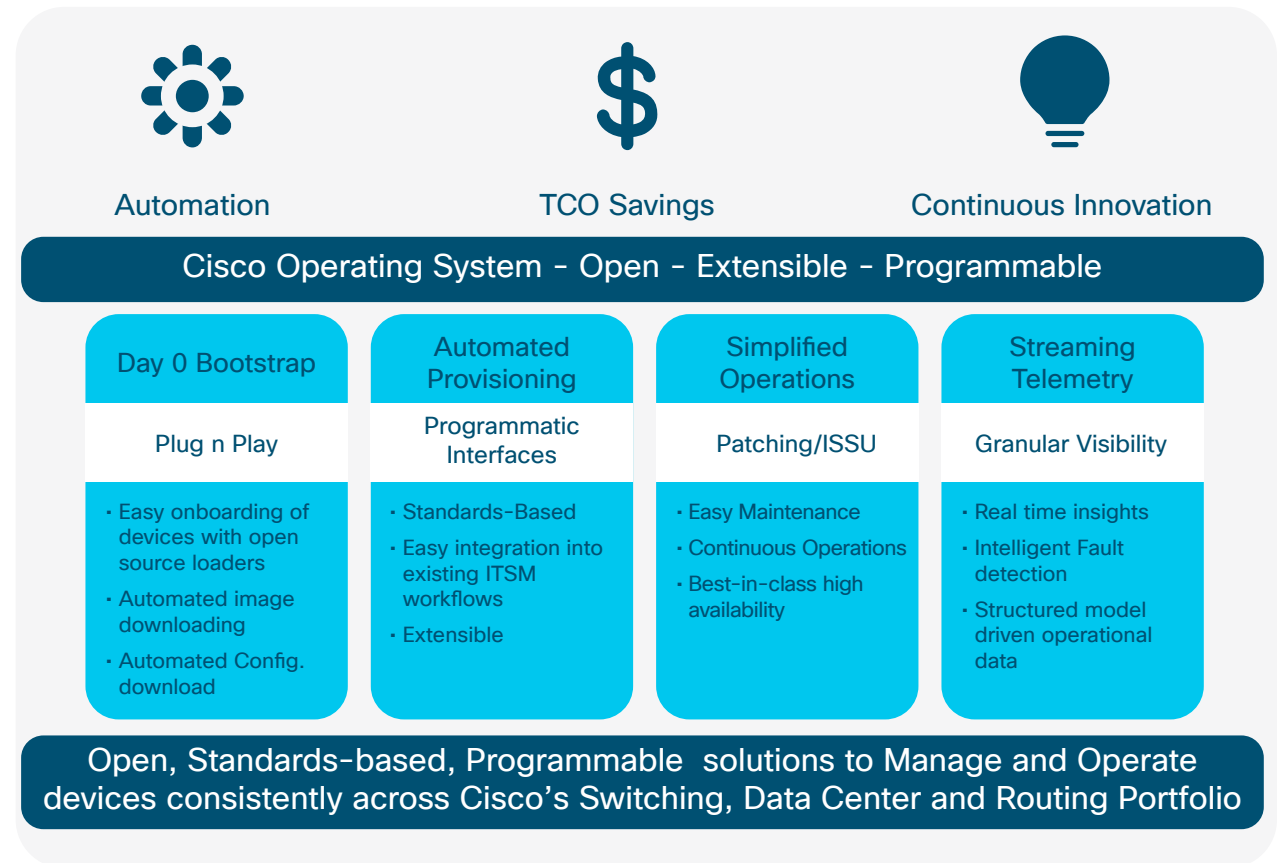 Automation
TCO Savings
Continuous Innovation
Cisco Operating System - Open - Extensible - Programmable
Day 0 Bootstrap
Plug n Play
· Easy onboarding of
devices with open
source loaders
· Automated image
downloading
· Automated Config.
download
Automated
Provisioning
Programmatic
Interfaces
· Standards-Based
· Easy integration into
existing ITSM
workflows
· Extensible
Simplified
Operations
Patching/ISSU
· Easy Maintenance
· Continuous Operations
· Best-in-class high
availability
Streaming
Telemetry
Granular Visibility
· Real time insights
· Intelligent Fault
detection
· Structured model
driven operational
data
Open, Standards-based, Programmable  solutions to Manage and Operate
devices consistently across Cisco’s Switching, Data Center and Routing Portfolio